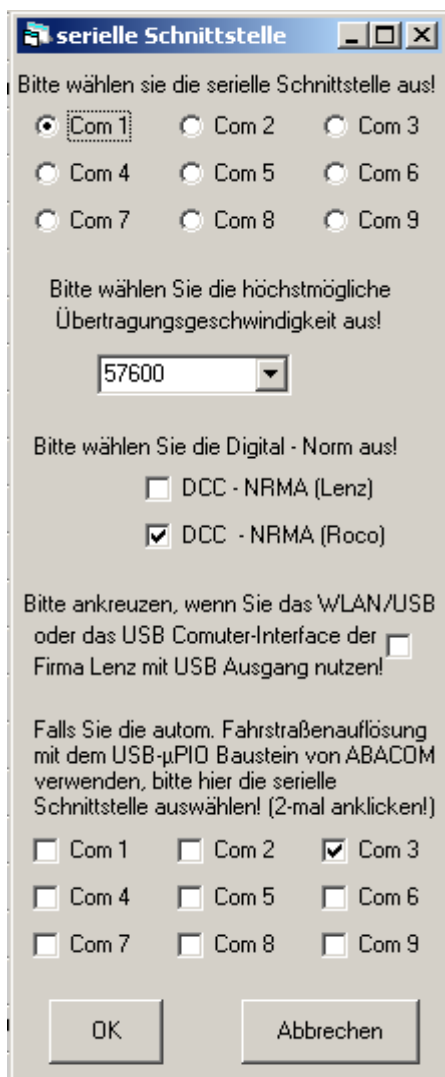 serielle Schnittstelle
Bitte wählen sie die serielle Schnittstelle aus!
Com 1 Com 2 Com 3
Com 4 Com 5 Com 6
Com 7 Com 8 Com 9
Bitte wählen Sie die höchstmögliche
Übertragungsgeschwindigkeit aus!
57600
Bitte wählen Sie die Digital - Norm aus!
DCC - NRMA (Lenz)
DCC - NRMA (Roco)
Bitte ankreuzen, wenn Sie das WLAN/USB
oder das USB Comuter-Interface der
Firma Lenz mit USB Ausgang nutzen!
Falls Sie die autom. Fahrstraßenauflösung
mit dem USB-µPIO Baustein von ABACOM
verwenden, bitte hier die serielle
Schnittstelle auswählen! (2-mal anklicken!)
Com 1 Com 2 Com 3
Com 4 Com 5 Com 6
Com 7 Com 8 Com 9
OK Abbrechen